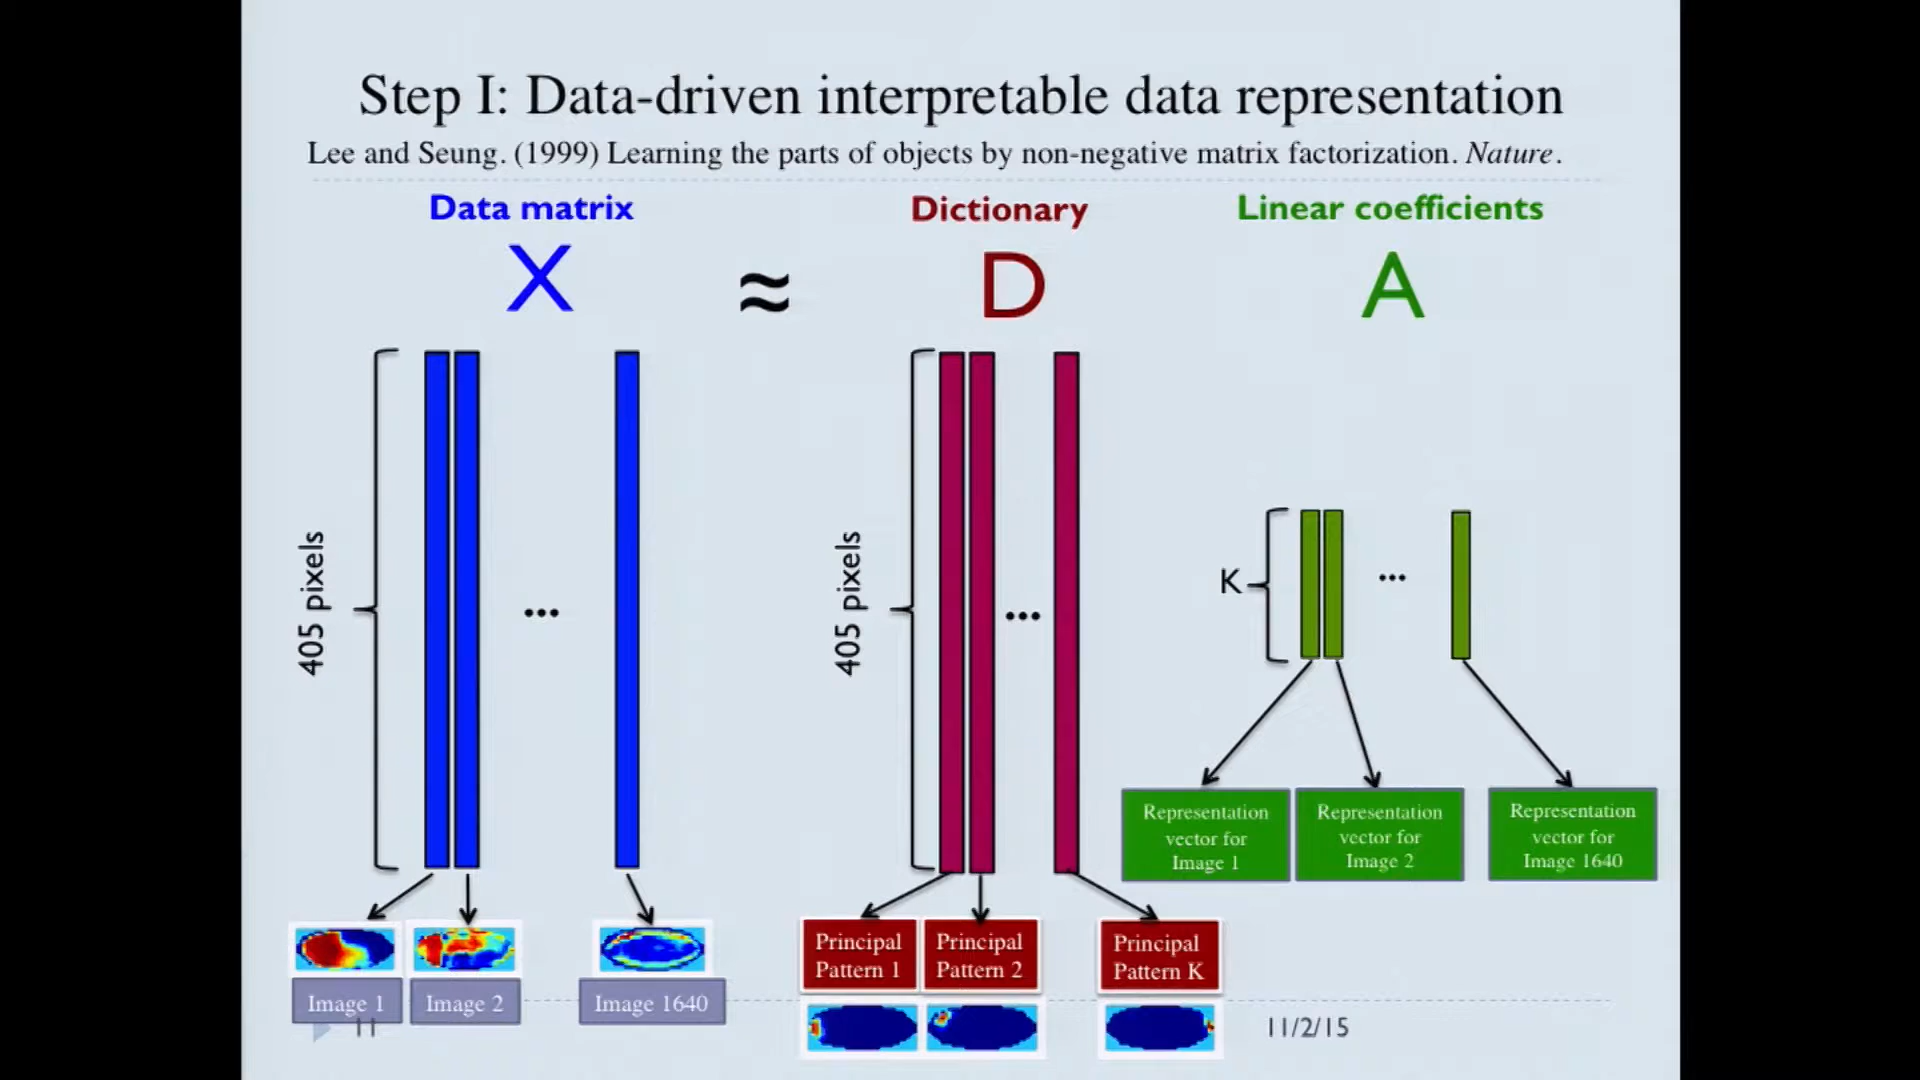 Step I: Data-driven interpretable data representation
Lee and Seung. (1999) Learning the parts of objects by non-negative matrix factorization. Nature.
Data matrix
Dictionary
Linear coefficients
X
≈
D
A
405 pixels
...
405 pixels
...
K
...
Representation
vector for
Image 1
Representation
vector for
Image 2
Representation
vector for
Image 1640
Principal
Pattern 1
Principal
Pattern 2
Principal
Pattern K
Image 1
Image 2
Image 1640
11
11/2/15